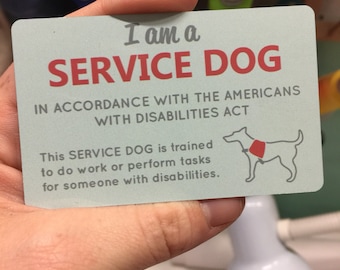 I am a
SERVICE DOG
IN ACCORDANCE WITH THE AMERICANS
WITH DISABILITIES ACT
This SERVICE DOG is trained
to do work or perform tasks
for someone with disabilities.